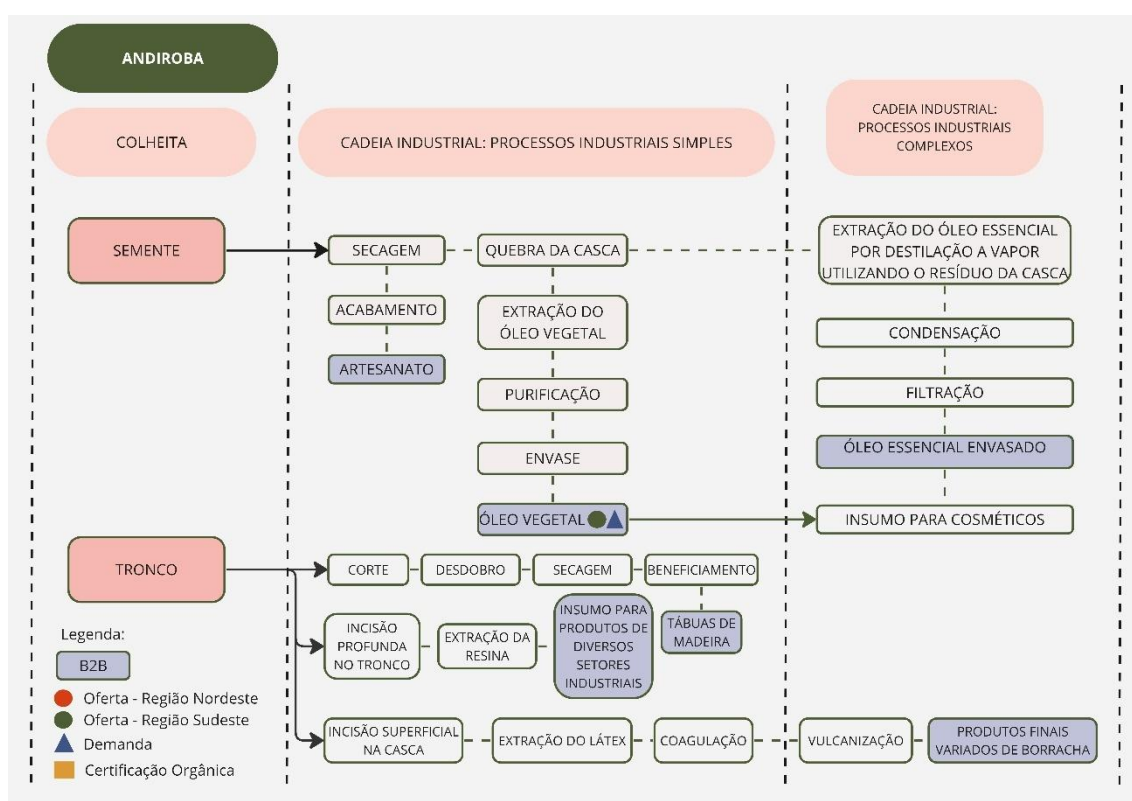 ANDIROBA
COLHEITA
CADEIA INDUSTRIAL: PROCESSOS INDUSTRIAIS SIMPLES
CADEIA INDUSTRIAL:
PROCESSOS INDUSTRIAIS
COMPLEXOS
SEMENTE
SECAGEM
QUEBRA DA CASCA
EXTRAÇÃO DO ÓLEO ESSENCIAL
POR DESTILAÇÃO A VAPOR
UTILIZANDO O RESÍDUO DA CASCA
ACABAMENTO
EXTRAÇÃO DO
ÓLEO VEGETAL
CONDENSAÇÃO
ARTESANATO
PURIFICAÇÃO
FILTRAÇÃO
ENVASE
ÓLEO ESSENCIAL ENVASADO
ÓLEO VEGETAL
INSUMO PARA COSMÉTICOS
TRONCO
CORTE
DESDOBRO
SECAGEM
BENEFICIAMENTO
TÁBUAS DE
MADEIRA
INCISÃO
PROFUNDA
NO TRONCO
EXTRAÇÃO DA
RESINA
INSUMO PARA
PRODUTOS DE
DIVERSOS
SETORES
INDUSTRIAIS
INCISÃO SUPERFICIAL
NA CASCA
EXTRAÇÃO DO LÁTEX
COAGULAÇÃO
VULCANIZAÇÃO
PRODUTOS FINAIS
VARIADOS DE BORRACHA
Legenda:
B2B
Oferta - Região Nordeste
Oferta - Região Sudeste
Demanda
Certificação Orgânica